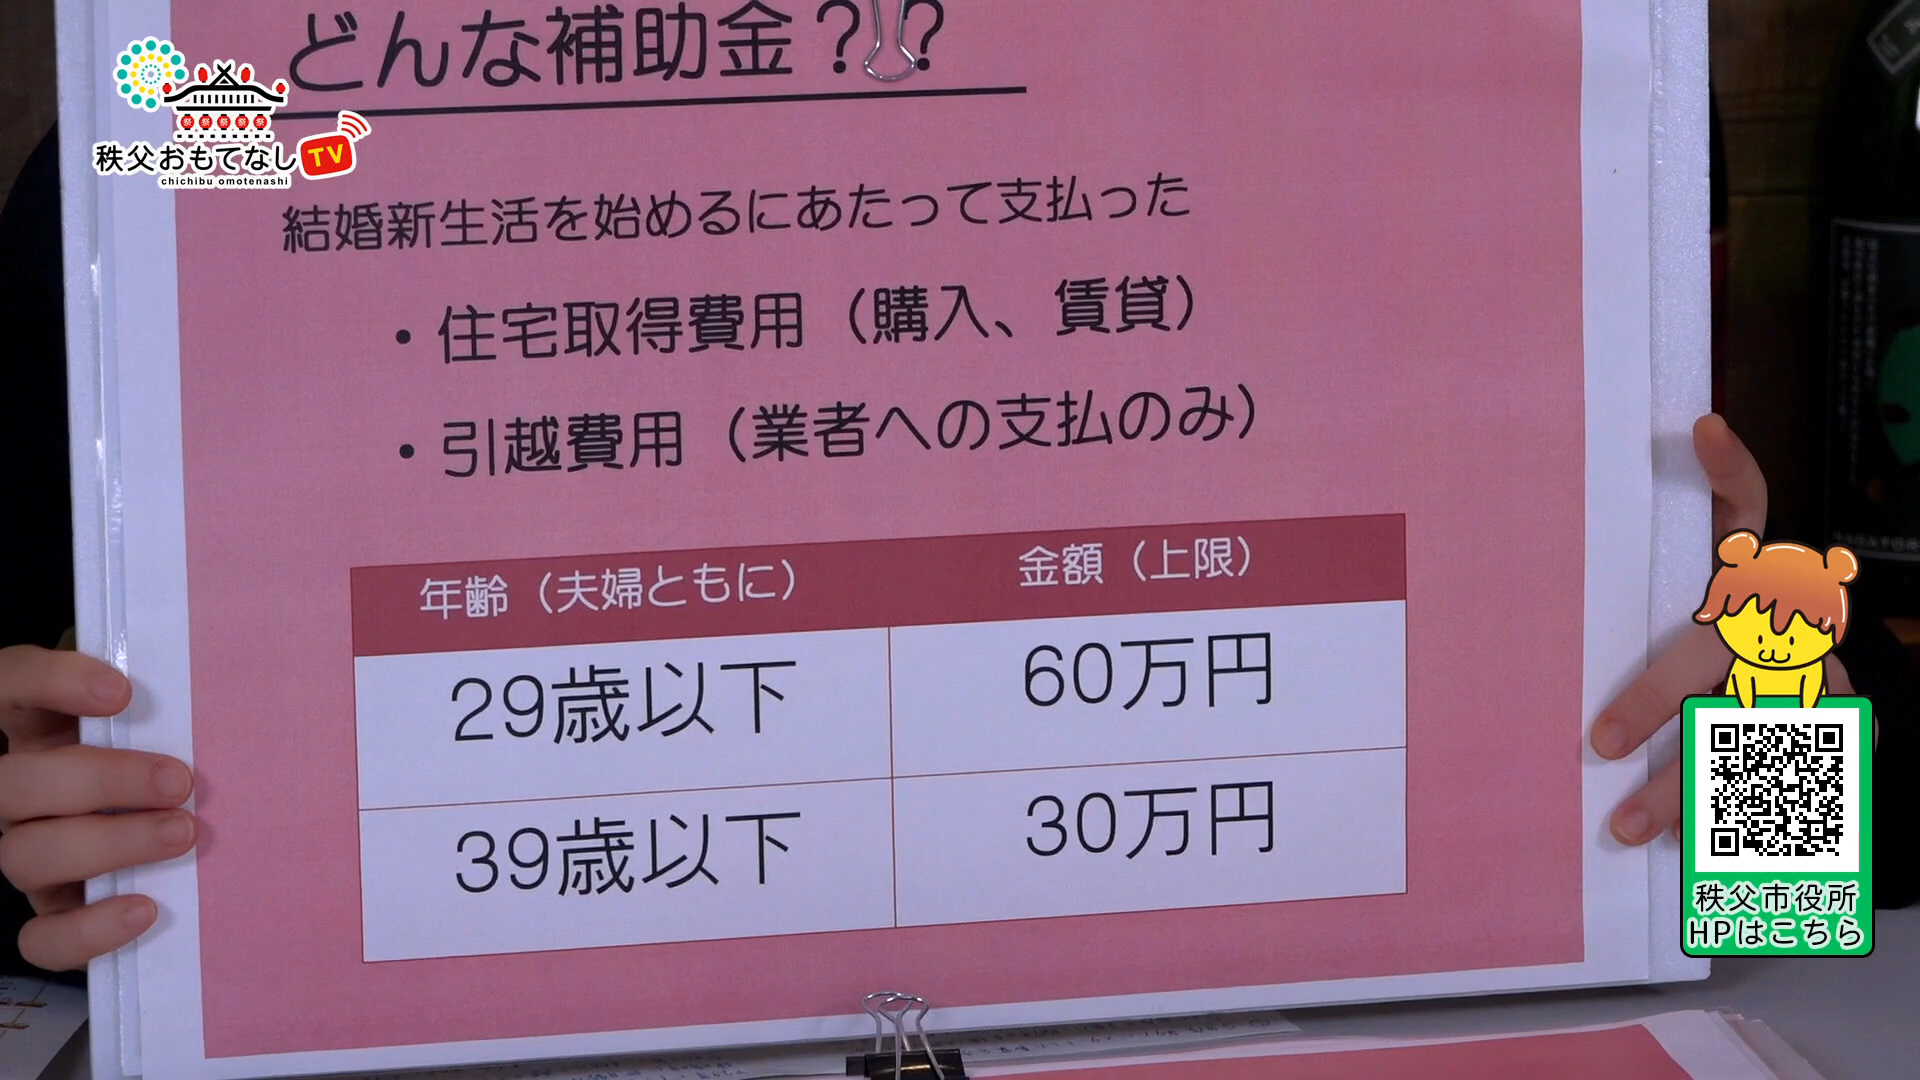 どんな補助金??
秩父おもてなしTV
chichibu omotenashi
結婚新生活を始めるにあたって支払った
・住宅取得費用（購入、賃貸）
・引越費用（業者への支払のみ）
年齢（夫婦ともに） 金額（上限）
29歳以下 60万円
39歳以下 30万円
秩父市役所
HPはこちら